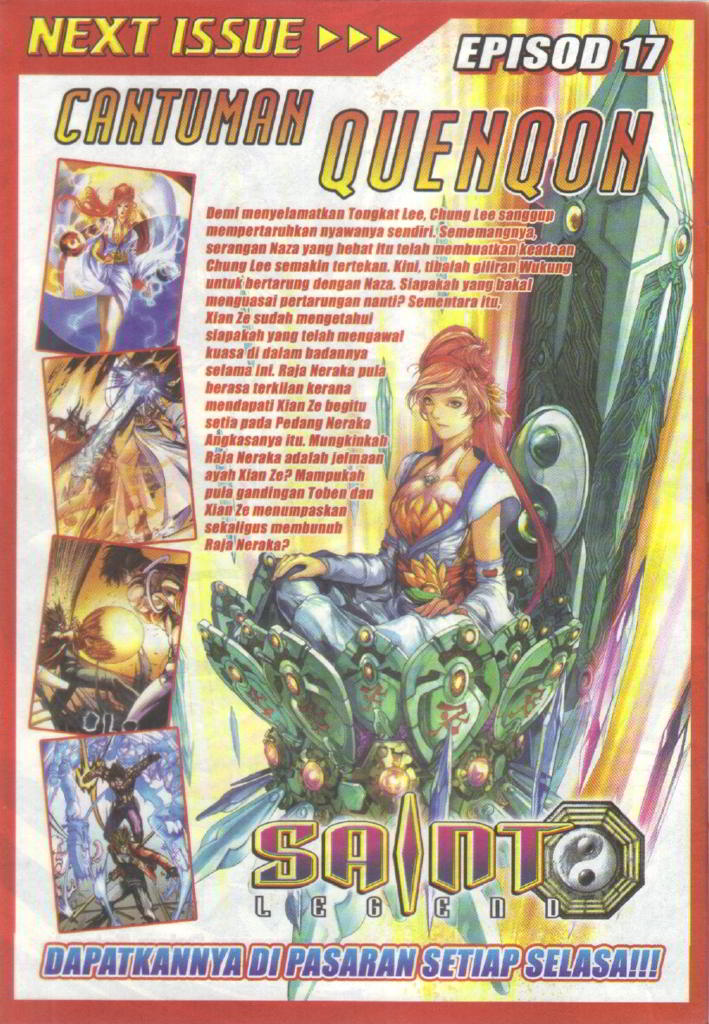 NEXT ISSUE
EPISOD 17
CANTUMAN QUENQON
Demi menyelamatkan Tongkat Lee, Chung Lee sanggup
mempertaruhkan nyawanya sendiri. Sememangnya,
serangan Naza yang hebat itu telah membuatkan keadaan
Chung Lee semakin tertekan. Kini, tibalah giliran Wukung
untuk bertarung dengan Naza. Siapakah yang bakal
menguasai pertarungan nanti? Sementara itu,
Xian Ze sudah mengetahui
siapakah yang telah mengawal
kuasa di dalam badannya
selama ini. Raja Neraka pula
berasa terkilan kerana
mendapati Xian Ze begitu
setia pada Pedang Neraka
Angkasanya itu. Mungkinkah
Raja Neraka adalah jelmaan
ayah Xian Ze? Mampukah
pula gandingan Toben dan
Xian Ze menumpaskan
sekaligus membunuh
Raja Neraka?
SAINT
LEGEND
DAPATKANNYA DI PASARAN SETIAP SELASA!!!